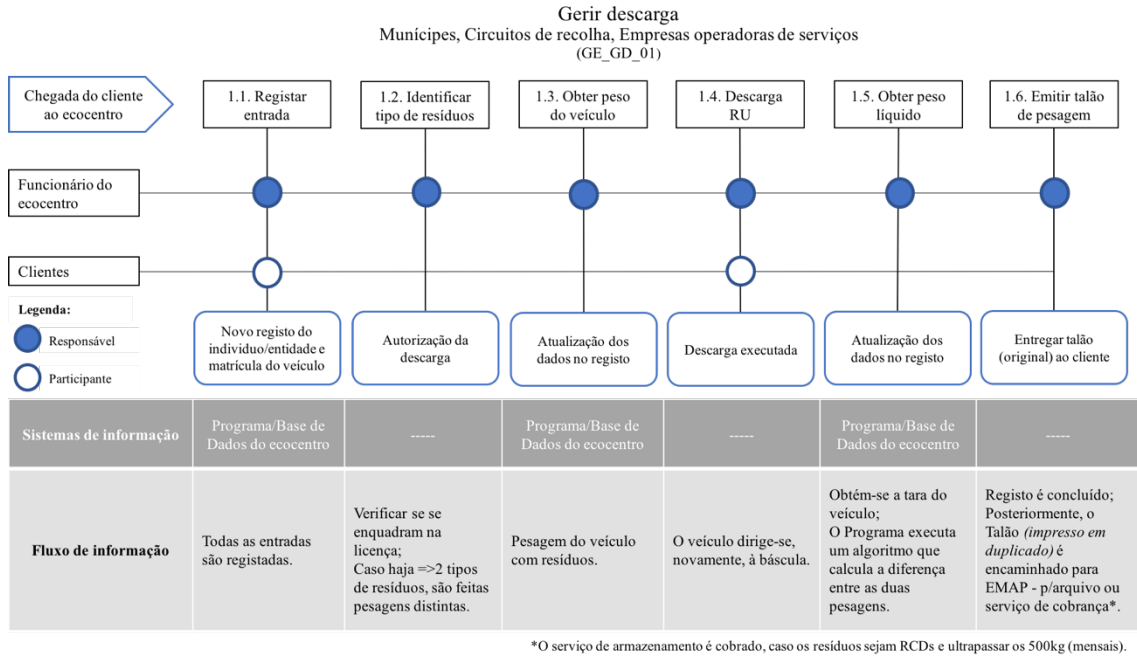 Gerir descarga
Munícipes, Circuitos de recolha, Empresas operadoras de serviços
(GE_GD_01)
Chegada do cliente
ao ecocentro
1.1. Registar
entrada
1.2. Identificar
tipo de resíduos
1.3. Obter peso
do veículo
1.4. Descarga
RU
1.5. Obter peso
líquido
1.6. Emitir talão
de pesagem
Funcionário do
ecocentro
Clientes
Legenda:
Responsável
Participante
Novo registo do
individuo/entidade e
matrícula do veículo
Autorização da
descarga
Atualização dos
dados no registo
Descarga executada
Atualização dos
dados no registo
Entregar talão
(original) ao cliente
Sistemas de informação
Programa/Base de
Dados do ecocentro
-----
Programa/Base de
Dados do ecocentro
-----
Programa/Base de
Dados do ecocentro
-----
Fluxo de informação
Todas as entradas
são registadas.
Verificar se se
enquadram na
licença;
Caso haja =>2 tipos
de resíduos, são feitas
pesagens distintas.
Pesagem do veículo
com resíduos.
O veículo dirige-se,
novamente, à báscula.
Obtém-se a tara do
veículo;
O Programa executa
um algoritmo que
calcula a diferença
entre as duas
pesagens.
Registo é concluído;
Posteriormente, o
Talão (impresso em
duplicado) é
encaminhado para
EMAP - p/arquivo ou
serviço de cobrança*.
*O serviço de armazenamento é cobrado, caso os resíduos sejam RCDs e ultrapassar os 500kg (mensais).